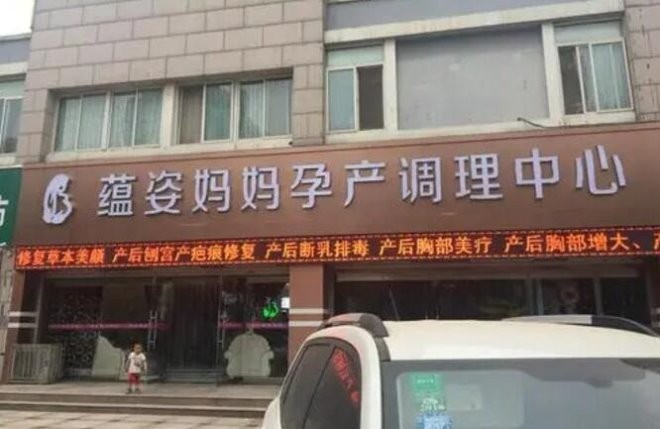 蕴姿妈妈孕产调理中心
修复草本美颜 产后刨宫产疤痕修复 产后断乳排毒 产后胸部美疗 产后胸部增大、